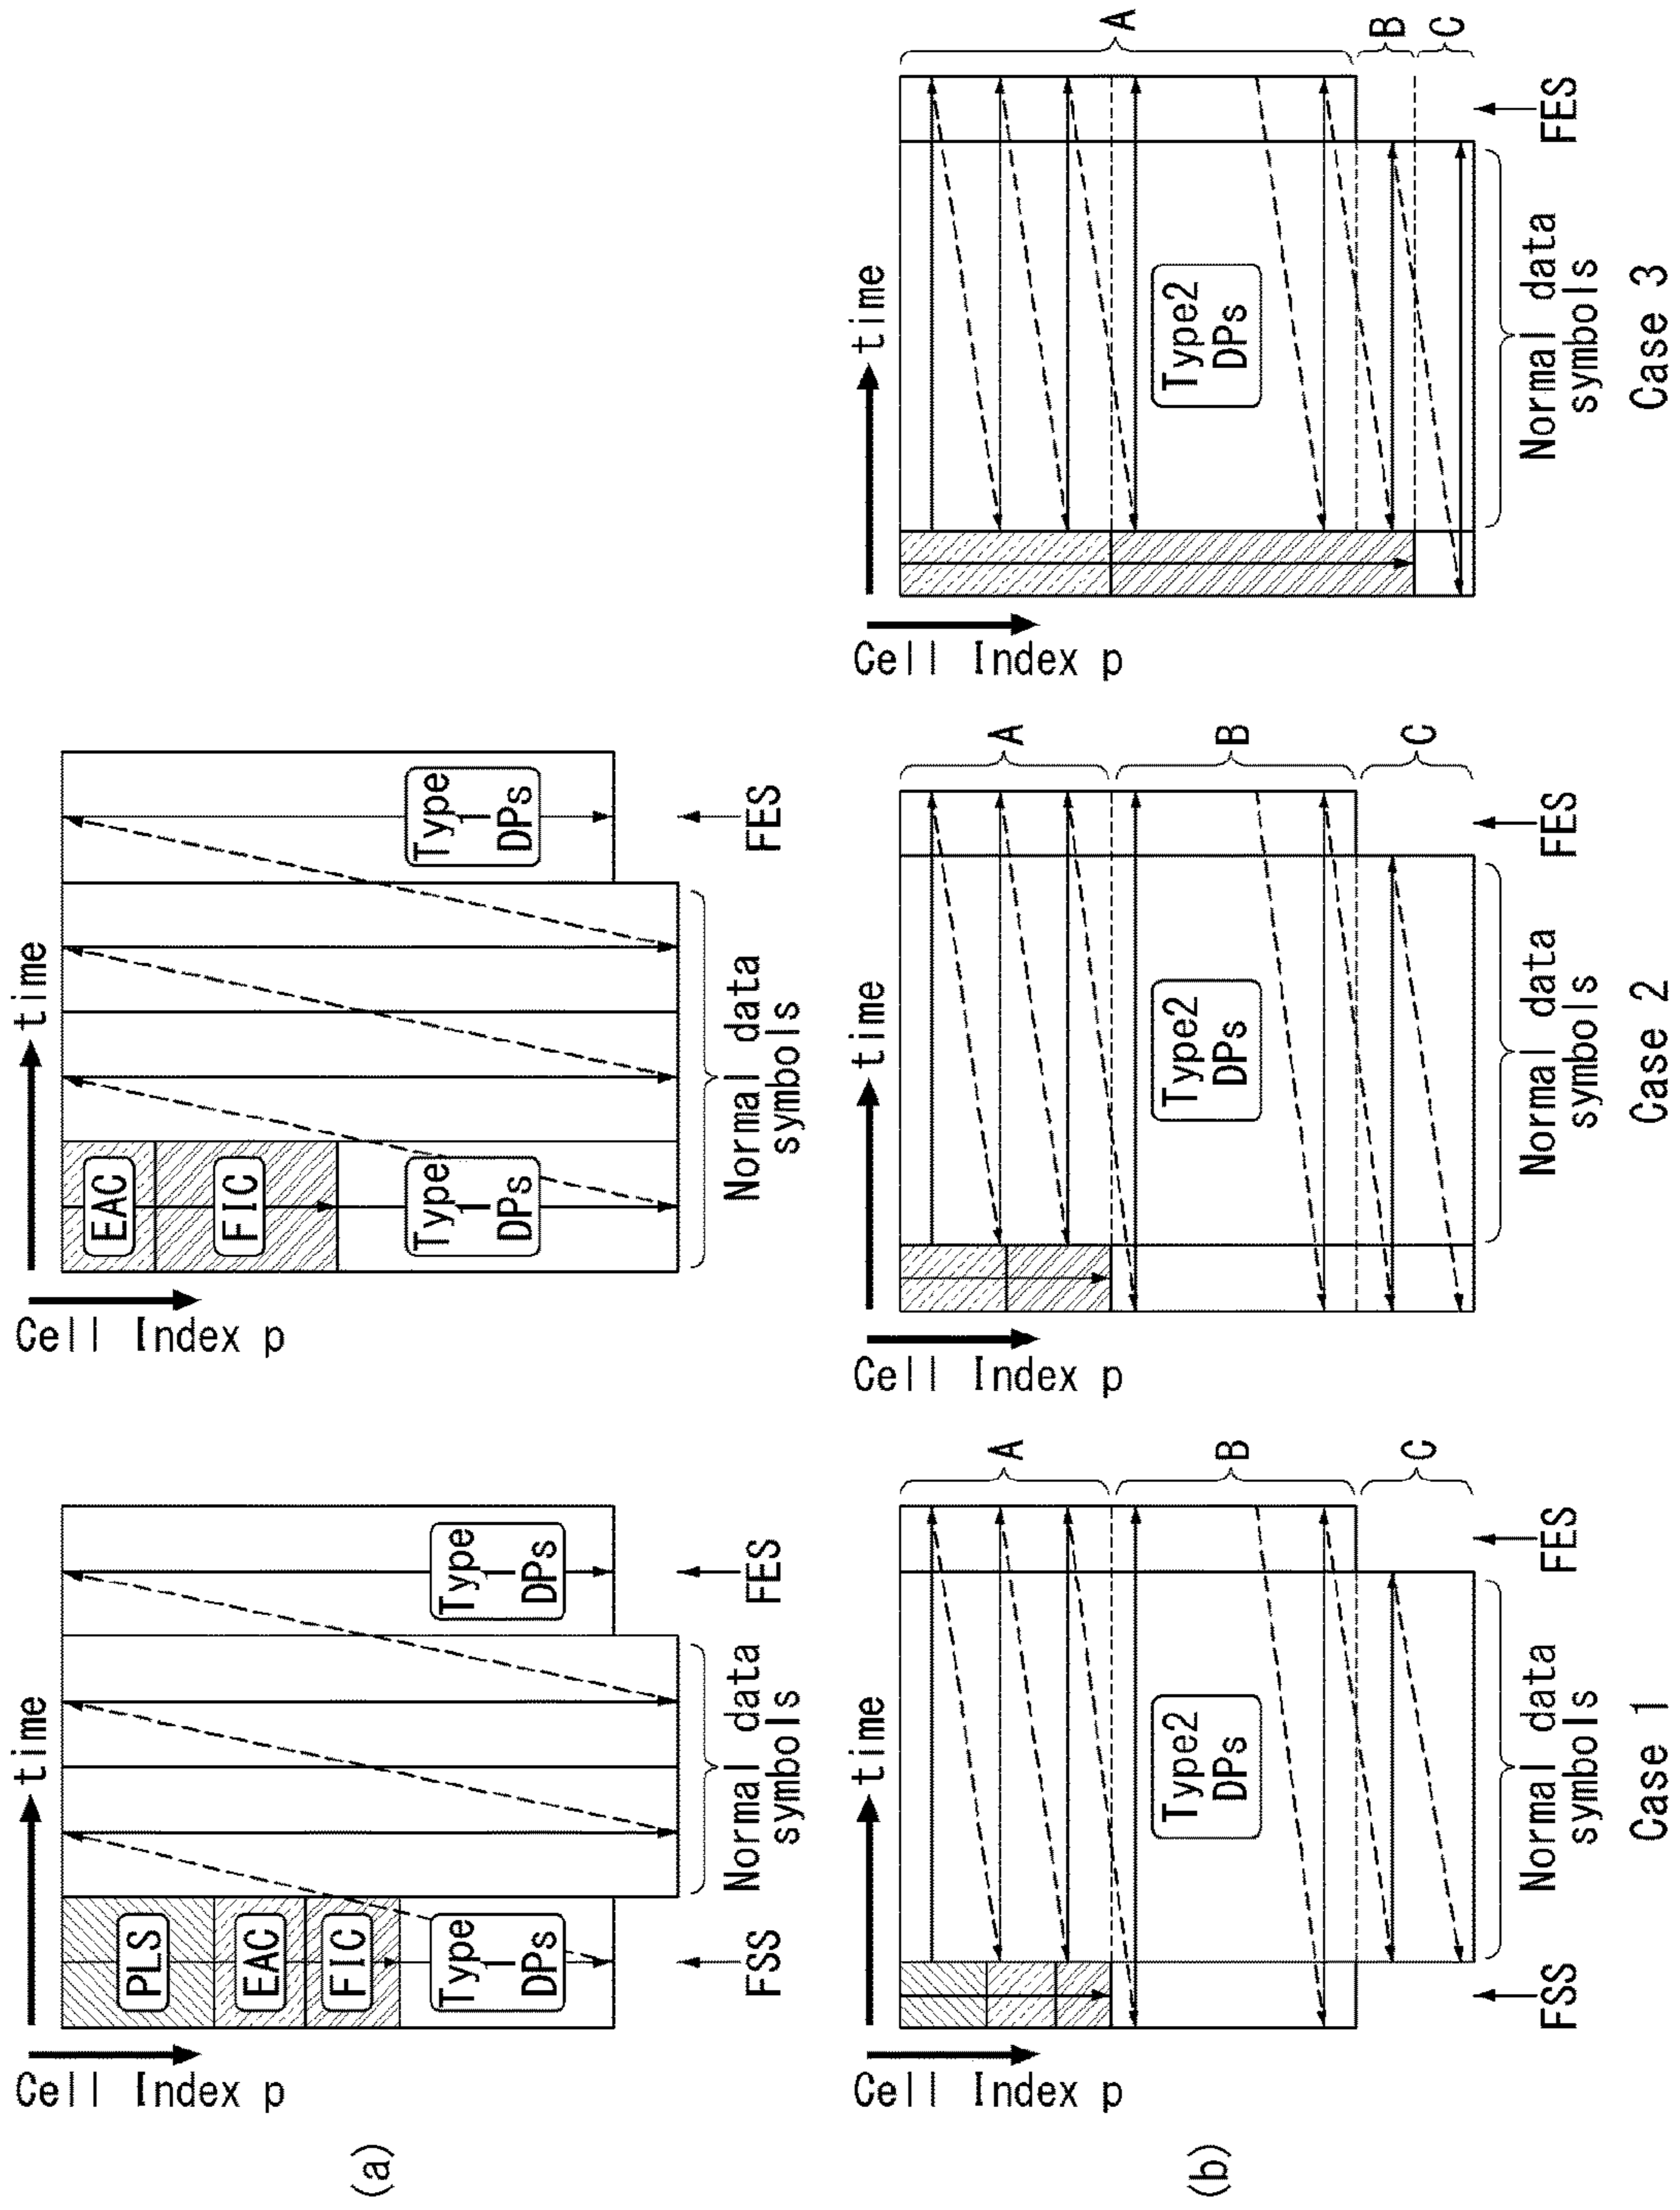 (a)
Cell Index p
time
PLS
EAC
FIC
Type
1
DPs
Type
1
DPs
FSS
Normal data
symbols
FES
Cell Index p
time
EAC
FIC
Type
1
DPs
Type
1
DPs
Normal data
symbols
FES
(b)
Cell Index p
time
Type2
DPs
A
B
C
FSS
Normal data
symbols
FES
Case 1
Cell Index p
time
Type2
DPs
A
B
C
Normal data
symbols
FES
Case 2
Cell Index p
time
Type2
DPs
A
B
C
Normal data
symbols
FES
Case 3